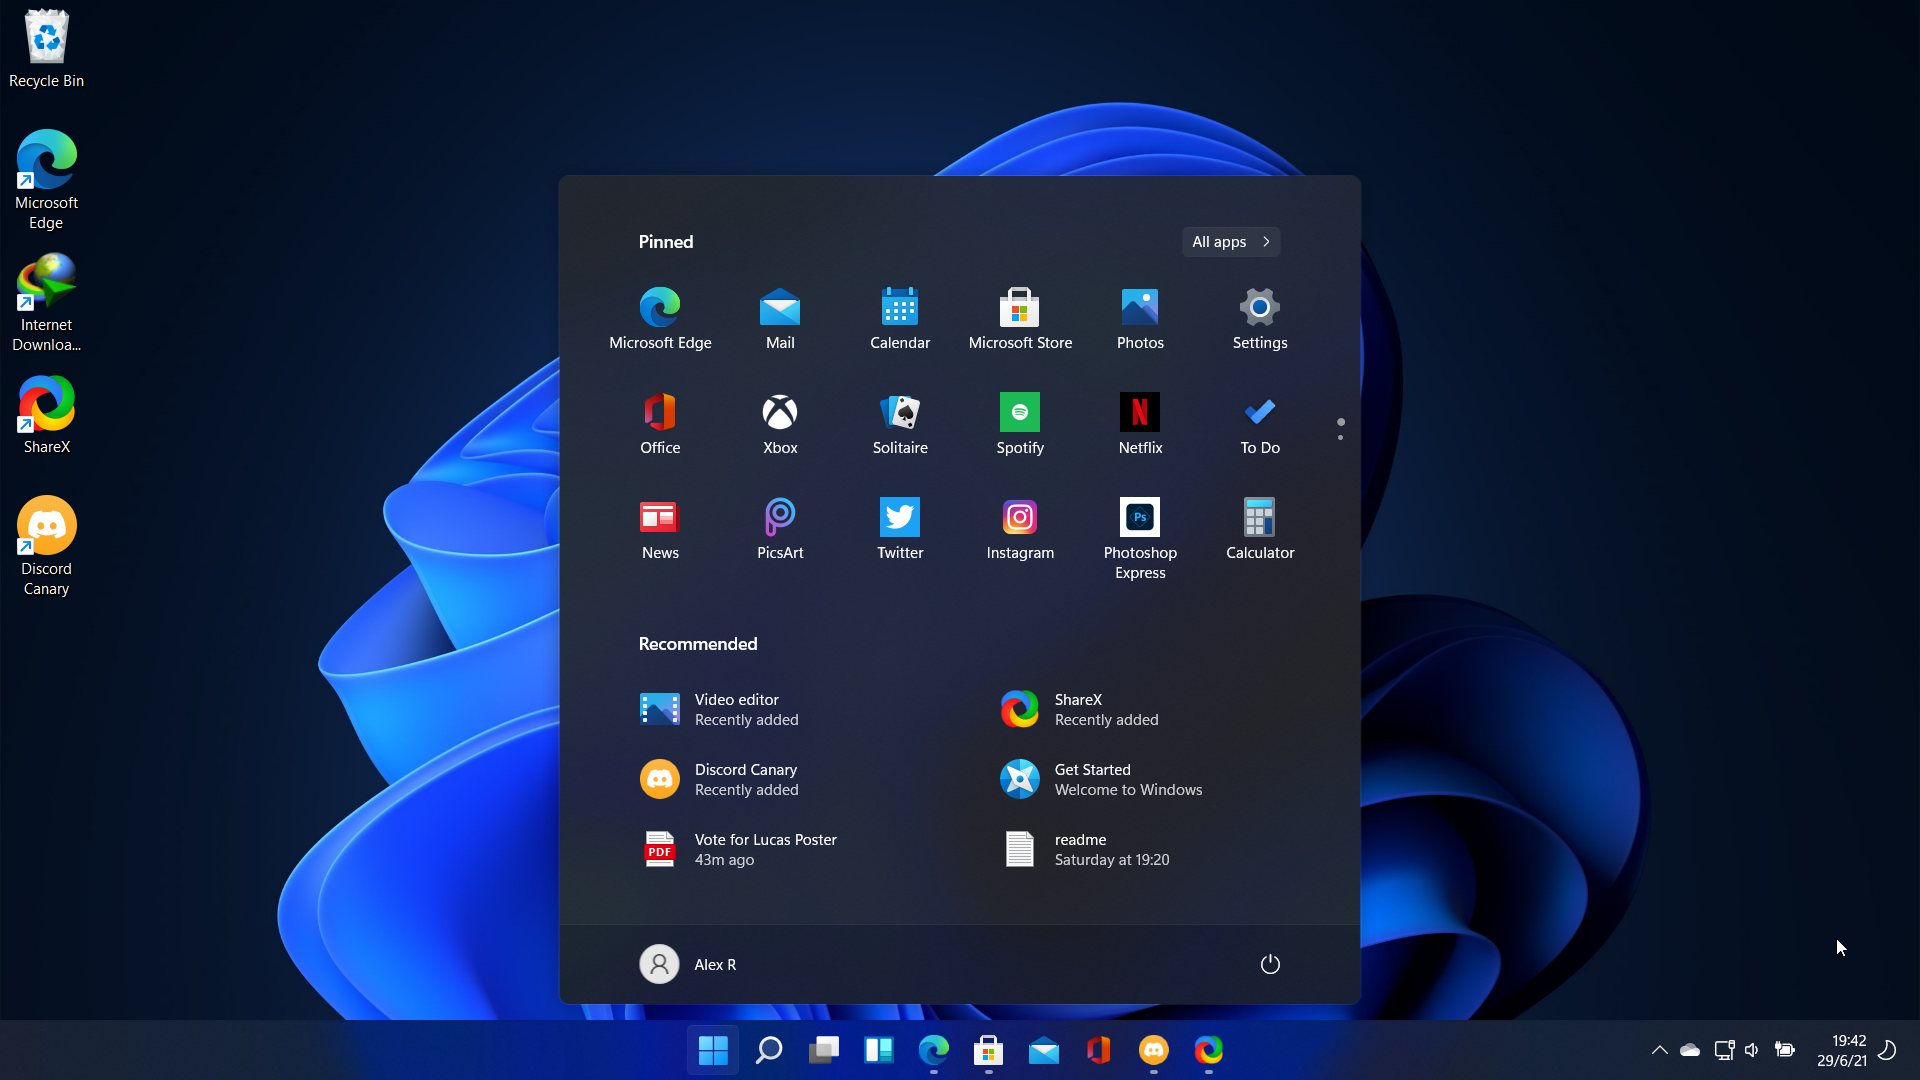 Recycle Bin
Microsoft
Edge
Internet
Downloa...
ShareX
Discord
Canary
Pinned
All apps
Microsoft Edge
Mail
Calendar
Microsoft Store
Photos
Settings
Office
Xbox
Solitaire
Spotify
Netflix
To Do
News
PicsArt
Twitter
Instagram
Ps
Photoshop
Express
Calculator
Recommended
Video editor
Recently added
ShareX
Recently added
Discord Canary
Recently added
Get Started
Welcome to Windows
PDF
Vote for Lucas Poster
43m ago
readme
Saturday at 19:20
Alex R
19:42
29/6/21